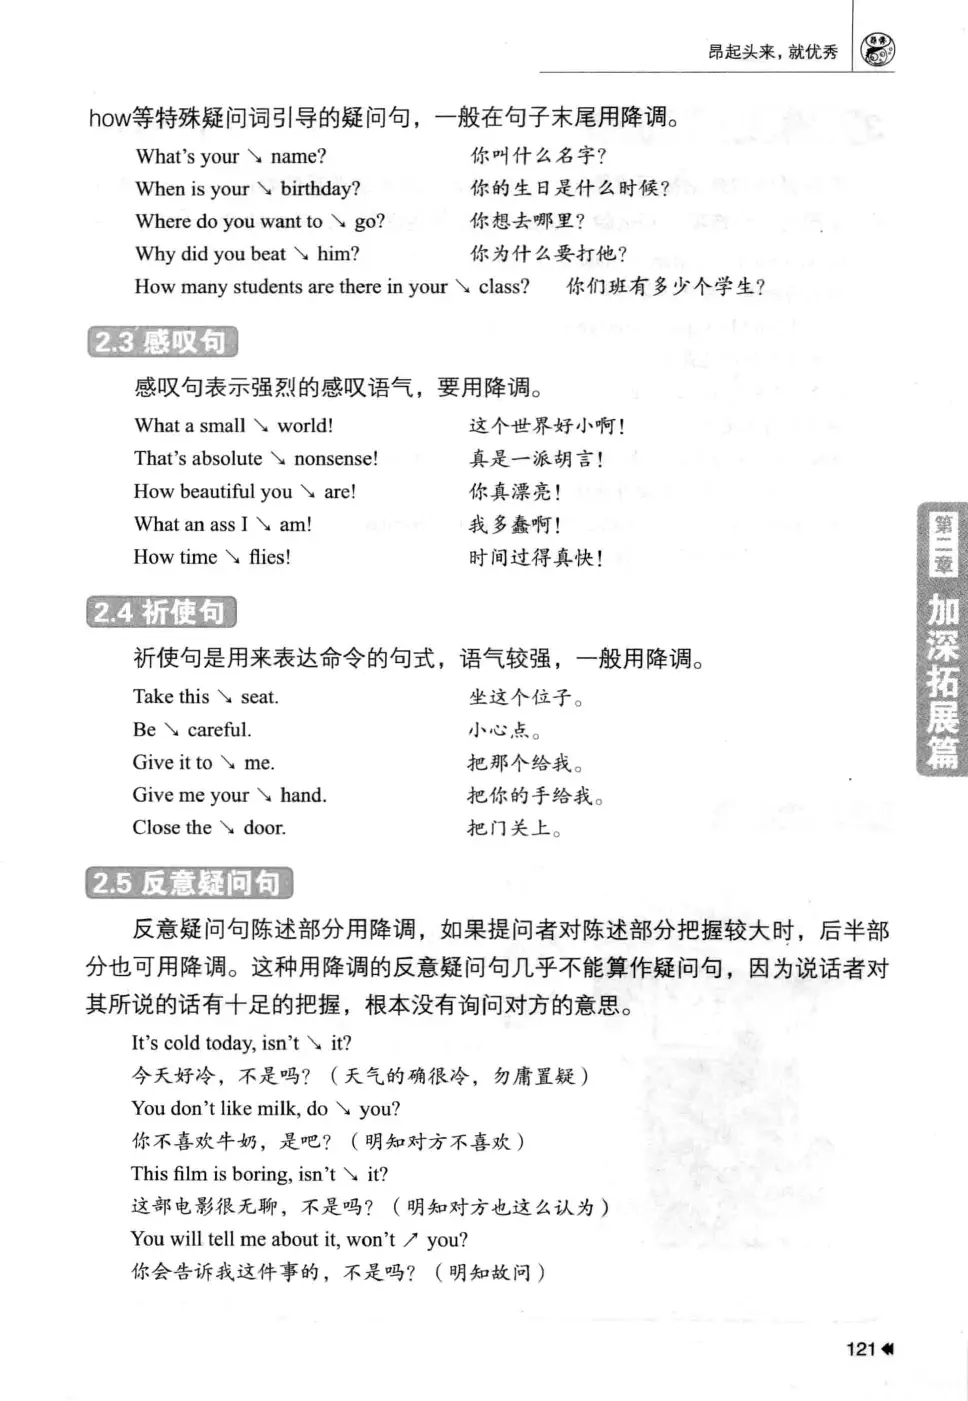 昂起头来，就优秀
how等特殊疑问词引导的疑问句，一般在句子末尾用降调。
What's your ↘ name? 你叫什么名字?
When is your ↘ birthday? 你的生日是什么时候?
Where do you want to ↘ go? 你想去哪里?
Why did you beat ↘ him? 你为什么要打他?
How many students are there in your ↘ class? 你们班有多少个学生?
2.3 感叹句
感叹句表示强烈的感叹语气，要用降调。
What a small ↘ world! 这个世界好小啊!
That's absolute ↘ nonsense! 真是一派胡言!
How beautiful you ↘ are! 你真漂亮!
What an ass I ↘ am! 我多蠢啊!
How time ↘ flies! 时间过得真快!
2.4 祈使句
祈使句是用来表达命令的句式，语气较强，一般用降调。
Take this ↘ seat. 坐这个位子。
Be ↘ careful. 小心点。
Give it to ↘ me. 把那个给我。
Give me your ↘ hand. 把你的手给我。
Close the ↘ door. 把门关上。
2.5 反意疑问句
反意疑问句陈述部分用降调，如果提问者对陈述部分把握较大时，后半部
分也可用降调。这种用降调的反意疑问句几乎不能算作疑问句，因为说话者对
其所说的话有十足的把握，根本没有询问对方的意思。
It's cold today, isn't ↘ it?
今天好冷，不是吗?（天气的确很冷，勿庸置疑）
You don't like milk, do ↘ you?
你不喜欢牛奶，是吧?（明知对方不喜欢）
This film is boring, isn't ↘ it?
这部电影很无聊，不是吗?（明知对方也这么认为）
You will tell me about it, won't ↗ you?
你会告诉我这件事的，不是吗?（明知故问）
第二章
加深拓展篇
121